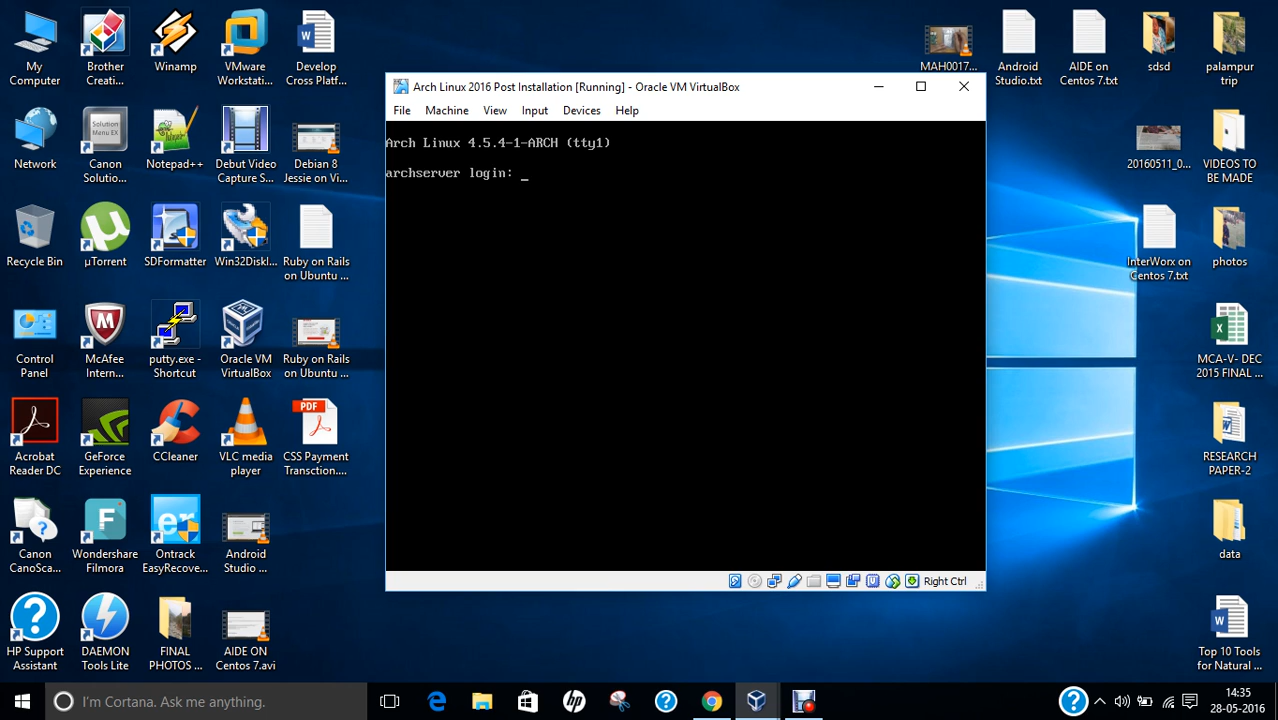 My
Computer
Brother
Creati...
Winamp
VMware
Workstati...
Develop
Cross Platf...
Network
Solution
Menu EX
Canon
Solutio...
Notepad++
Debut Video
Capture S...
Debian 8
Jessie on Vi...
Recycle Bin
µTorrent
SDFormatter
Win32DiskI...
Ruby on Rails
on Ubuntu ...
Control
Panel
McAfee
Intern...
putty.exe -
Shortcut
Oracle VM
VirtualBox
Ruby on Rails
on Ubuntu ...
Acrobat
Reader DC
GeForce
Experience
CCleaner
VLC media
player
PDF
CSS Payment
Transction....
Canon
CanoSca...
Wondershare
Filmora
er
Ontrack
EasyRecove...
Android
Studio ...
HP Support
Assistant
DAEMON
Tools Lite
FINAL
PHOTOS ...
AIDE ON
Centos 7.avi
Arch Linux 2016 Post Installation [Running] - Oracle VM VirtualBox
File Machine View Input Devices Help
Arch Linux 4.5.4-1-ARCH (tty1)
archserver login: _
Right Ctrl
MAH0017...
Android
Studio.txt
AIDE on
Centos 7.txt
sdsd
palampur
trip
20160511_0...
VIDEOS TO
BE MADE
InterWorx on
Centos 7.txt
photos
MCA-V- DEC
2015 FINAL ...
RESEARCH
PAPER-2
data
Top 10 Tools
for Natural ...
I'm Cortana. Ask me anything.
hp
14:35
28-05-2016